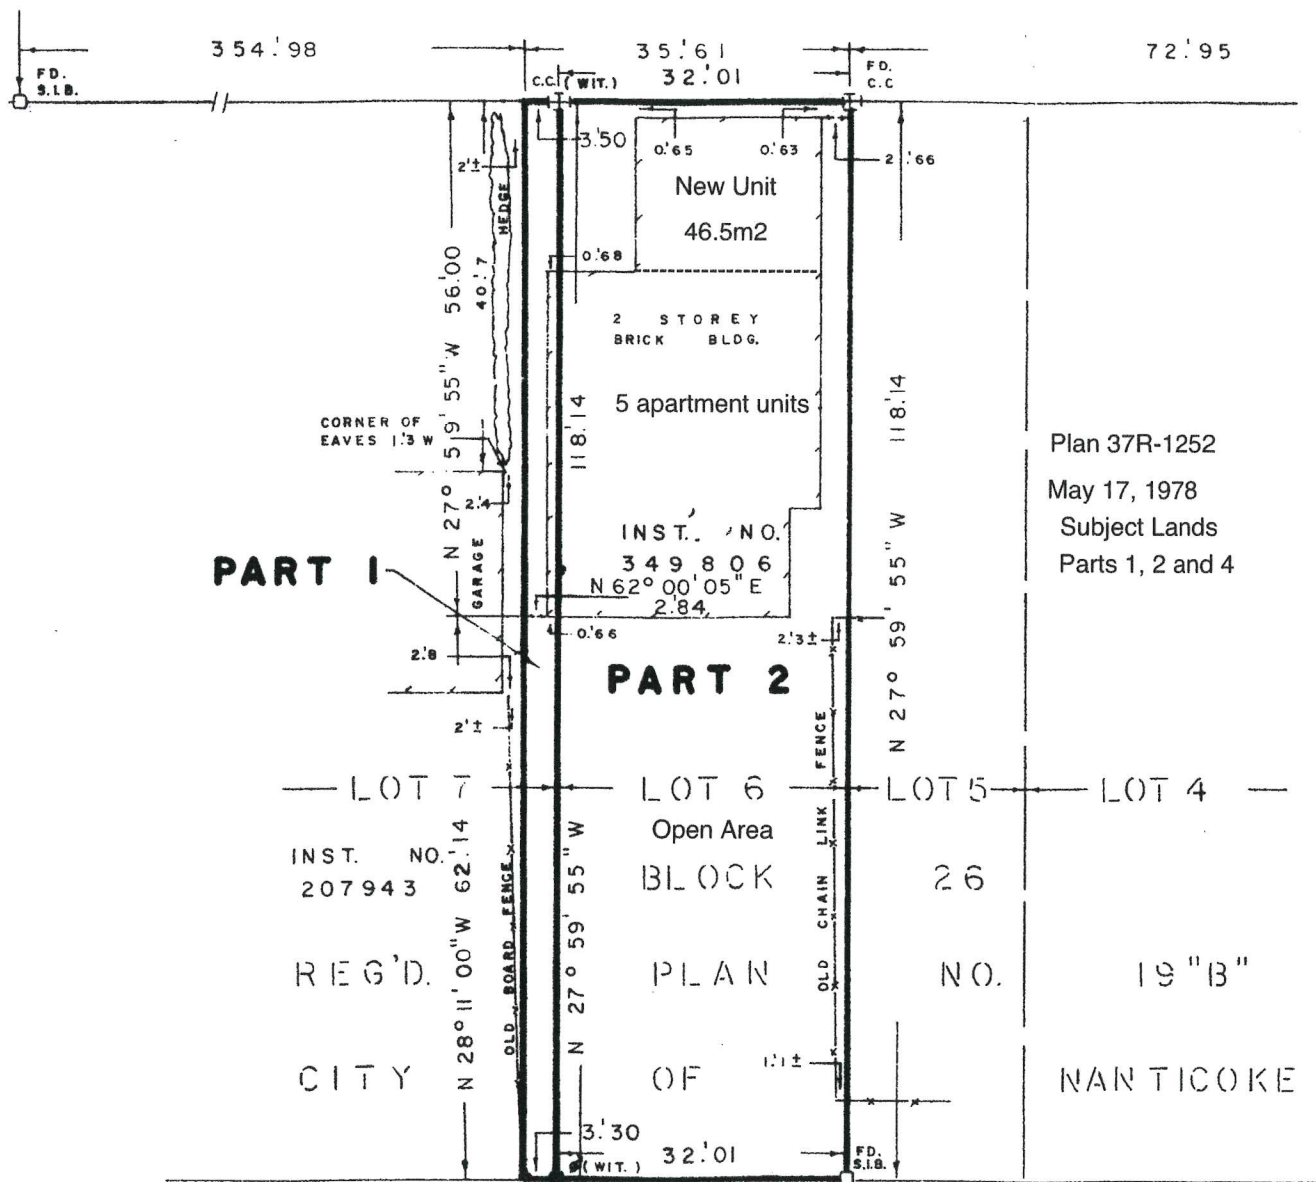 354.'98
35.'61
72.'95
FD.
S.I.B.
C.C. (WIT.)
32.'01
FD.
C.C
3.'50
0.'65
0.'63
2.'66
2'±
HEDGE
New Unit
46.5m2
40.'7
N 27° 59' 55" W 56.'00
0.'68
2 STOREY
BRICK BLDG.
5 apartment units
118.'14
118.'14
CORNER OF
EAVES 1.'3 W
Plan 37R-1252
May 17, 1978
Subject Lands
Parts 1, 2 and 4
2.'4
INST. NO.
349806
N 62° 00' 05" E
2.'84
GARAGE
PART 1
0.'66
2.'3±
2.'8
PART 2
N 27° 59' 55" W
2'±
LOT 7
LOT 6
LOT 5
LOT 4
Open Area
OLD CHAIN LINK FENCE
INST. NO.
207943
BLOCK
26
N 28° 11' 00" W 62.'14
OLD BOARD FENCE
N 27° 59' 55" W
REG'D.
PLAN
NO.
19 "B"
1.'1±
CITY
OF
NANTICOKE
3.'30
32.'01
(WIT.)
FD.
S.I.B.